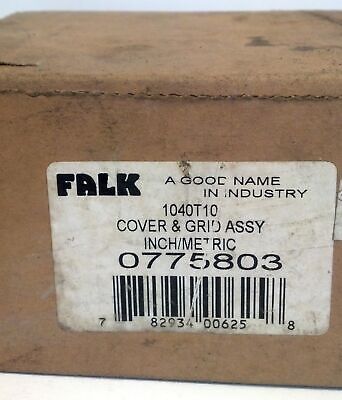 FALK
A GOOD NAME
IN INDUSTRY
1040T10
COVER & GRID ASSY
INCH/METRIC
0775803
7 82934 00625 8